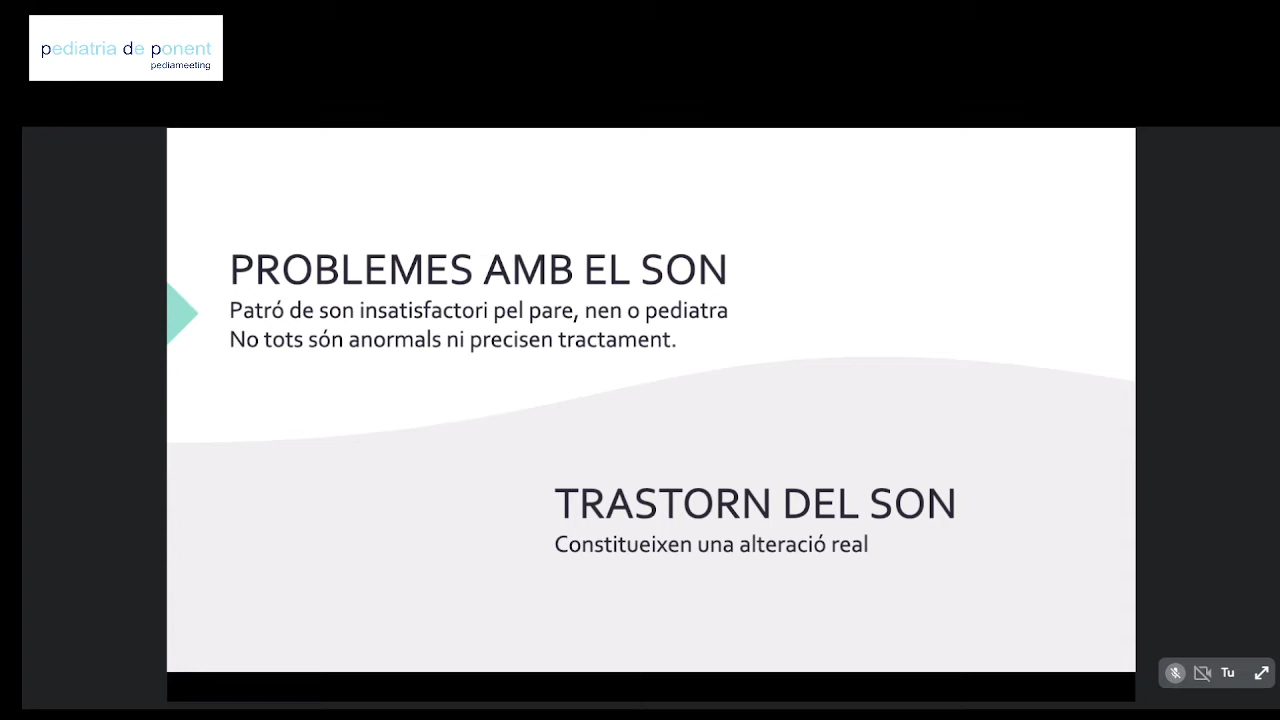 pediatria de ponent
pediameeting
PROBLEMES AMB EL SON
Patró de son insatisfactori pel pare, nen o pediatra
No tots són anormals ni precisen tractament.
TRASTORN DEL SON
Constitueixen una alteració real
Tu